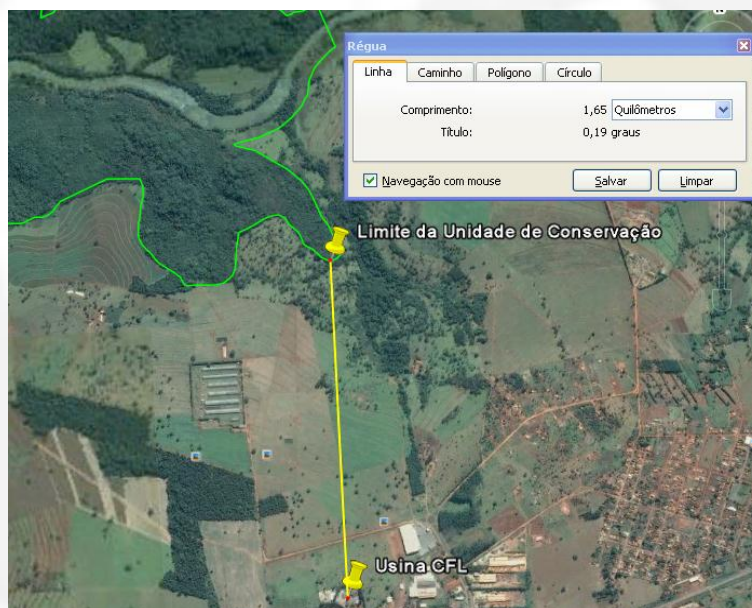 N
Régua
Linha Caminho Polígono Círculo
Comprimento: 1,65 Quilômetros
Título: 0,19 graus
Navegação com mouse Salvar Limpar
Limite da Unidade de Conservação
Usina CFL